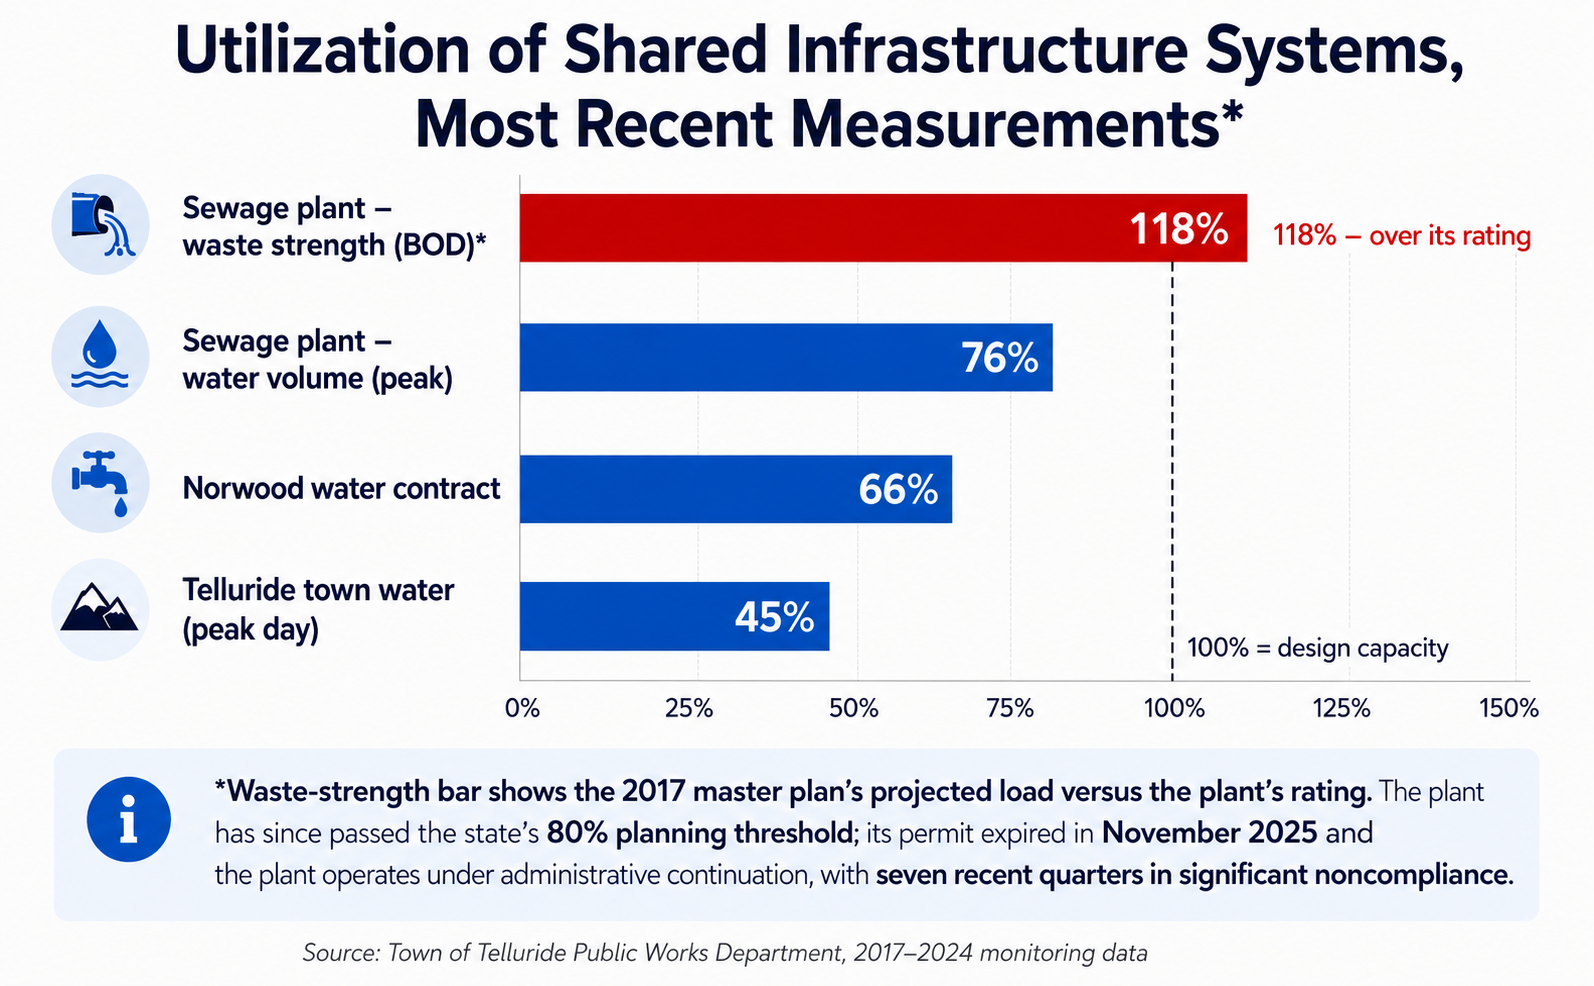 Utilization of Shared Infrastructure Systems,
Most Recent Measurements*
Sewage plant –
waste strength (BOD)*
118%
118% – over its rating
Sewage plant –
water volume (peak)
76%
Norwood water contract
66%
Telluride town water
(peak day)
45%
100% = design capacity
0% 25% 50% 75% 100% 125% 150%
i
*Waste-strength bar shows the 2017 master plan's projected load versus the plant's rating. The plant
has since passed the state's 80% planning threshold; its permit expired in November 2025 and
the plant operates under administrative continuation, with seven recent quarters in significant noncompliance.
Source: Town of Telluride Public Works Department, 2017–2024 monitoring data